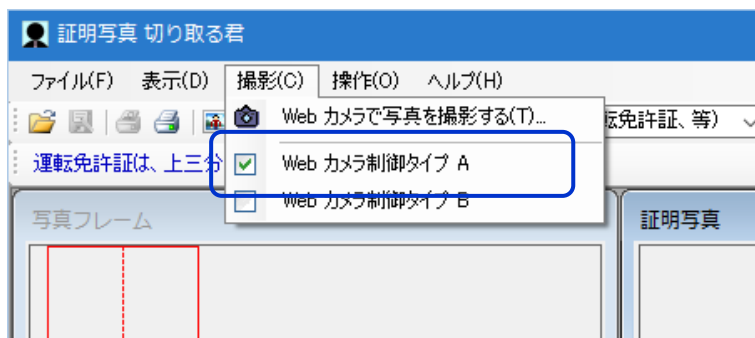 証明写真 切り取る君
ファイル(F) 表示(D) 撮影(C) 操作(O) ヘルプ(H)
Web カメラで写真を撮影する(T)...
転免許証、等)
運転免許証は、上三分
Web カメラ制御タイプ A
Web カメラ制御タイプ B
写真フレーム
証明写真